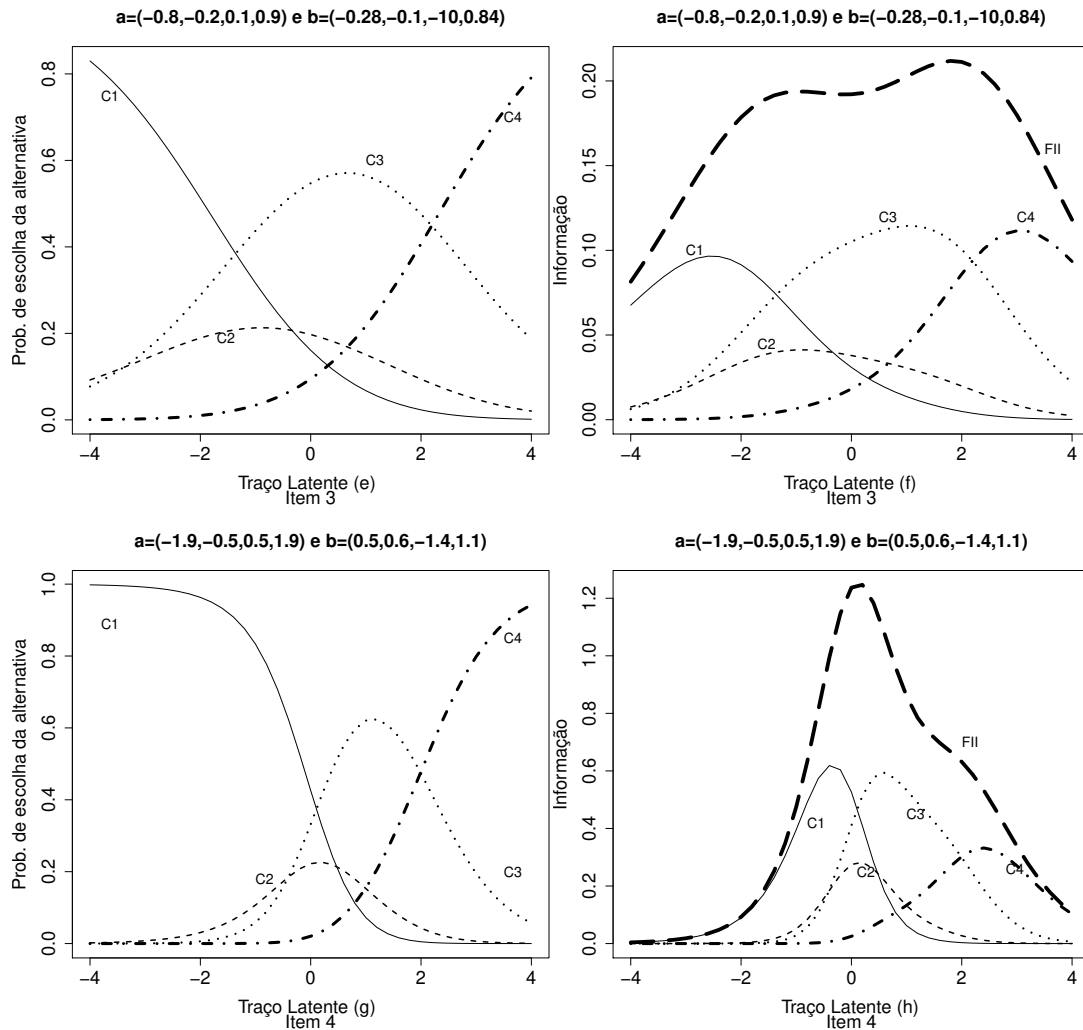 a=(−0.8,−0.2,0.1,0.9) e b=(−0.28,−0.1,−10,0.84)
Prob. de escolha da alternativa
0.0
0.2
0.4
0.6
0.8
C1
C2
C3
C4
−4
−2
0
2
4
Traço Latente (e)
Item 3
a=(−0.8,−0.2,0.1,0.9) e b=(−0.28,−0.1,−10,0.84)
Informação
0.00
0.05
0.10
0.15
0.20
C1
C2
C3
C4
FII
−4
−2
0
2
4
Traço Latente (f)
Item 3
a=(−1.9,−0.5,0.5,1.9) e b=(0.5,0.6,−1.4,1.1)
Prob. de escolha da alternativa
0.0
0.2
0.4
0.6
0.8
1.0
C1
C2
C3
C4
−4
−2
0
2
4
Traço Latente (g)
Item 4
a=(−1.9,−0.5,0.5,1.9) e b=(0.5,0.6,−1.4,1.1)
Informação
0.0
0.2
0.4
0.6
0.8
1.0
1.2
C1
C2
C3
C4
FII
−4
−2
0
2
4
Traço Latente (h)
Item 4